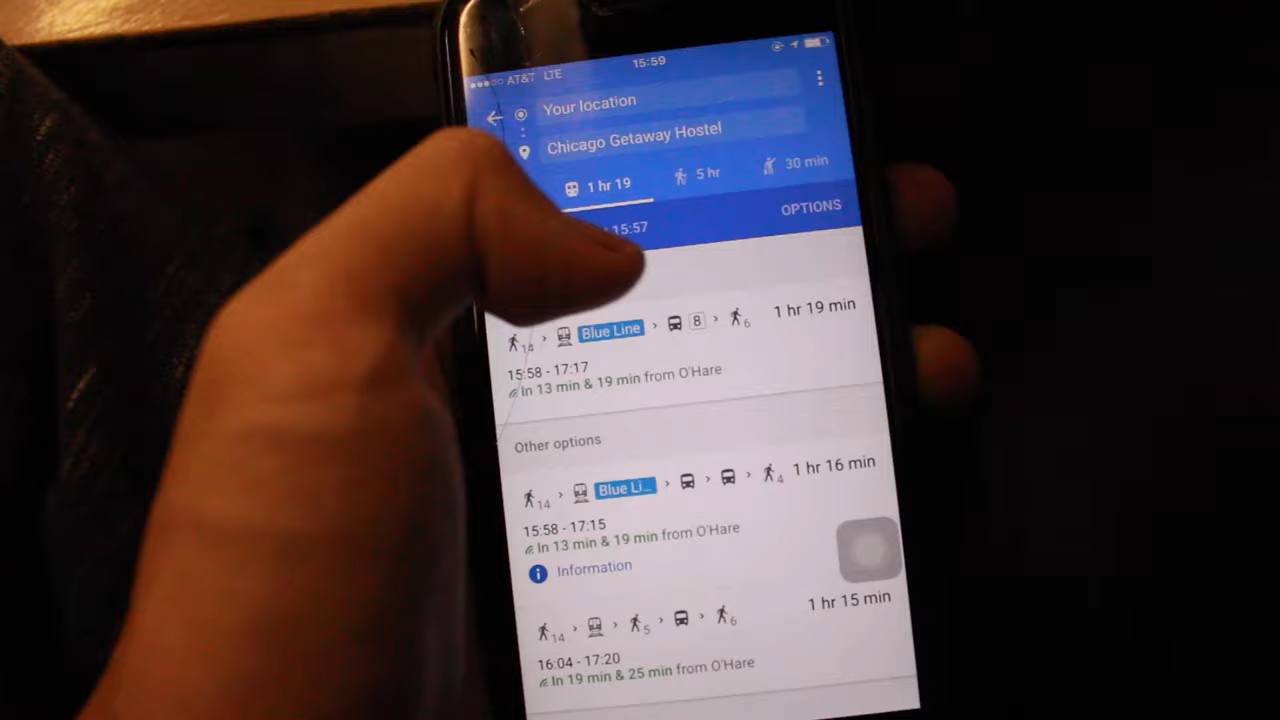 AT&T LTE 15:59
Your location
Chicago Getaway Hostel
1 hr 19 5 hr 30 min
15:57 OPTIONS
14 Blue Line 8 6 1 hr 19 min
15:58 - 17:17
In 13 min & 19 min from O'Hare
Other options
14 Blue Li... 4 1 hr 16 min
15:58 - 17:15
In 13 min & 19 min from O'Hare
i Information
14 5 6 1 hr 15 min
16:04 - 17:20
In 19 min & 25 min from O'Hare